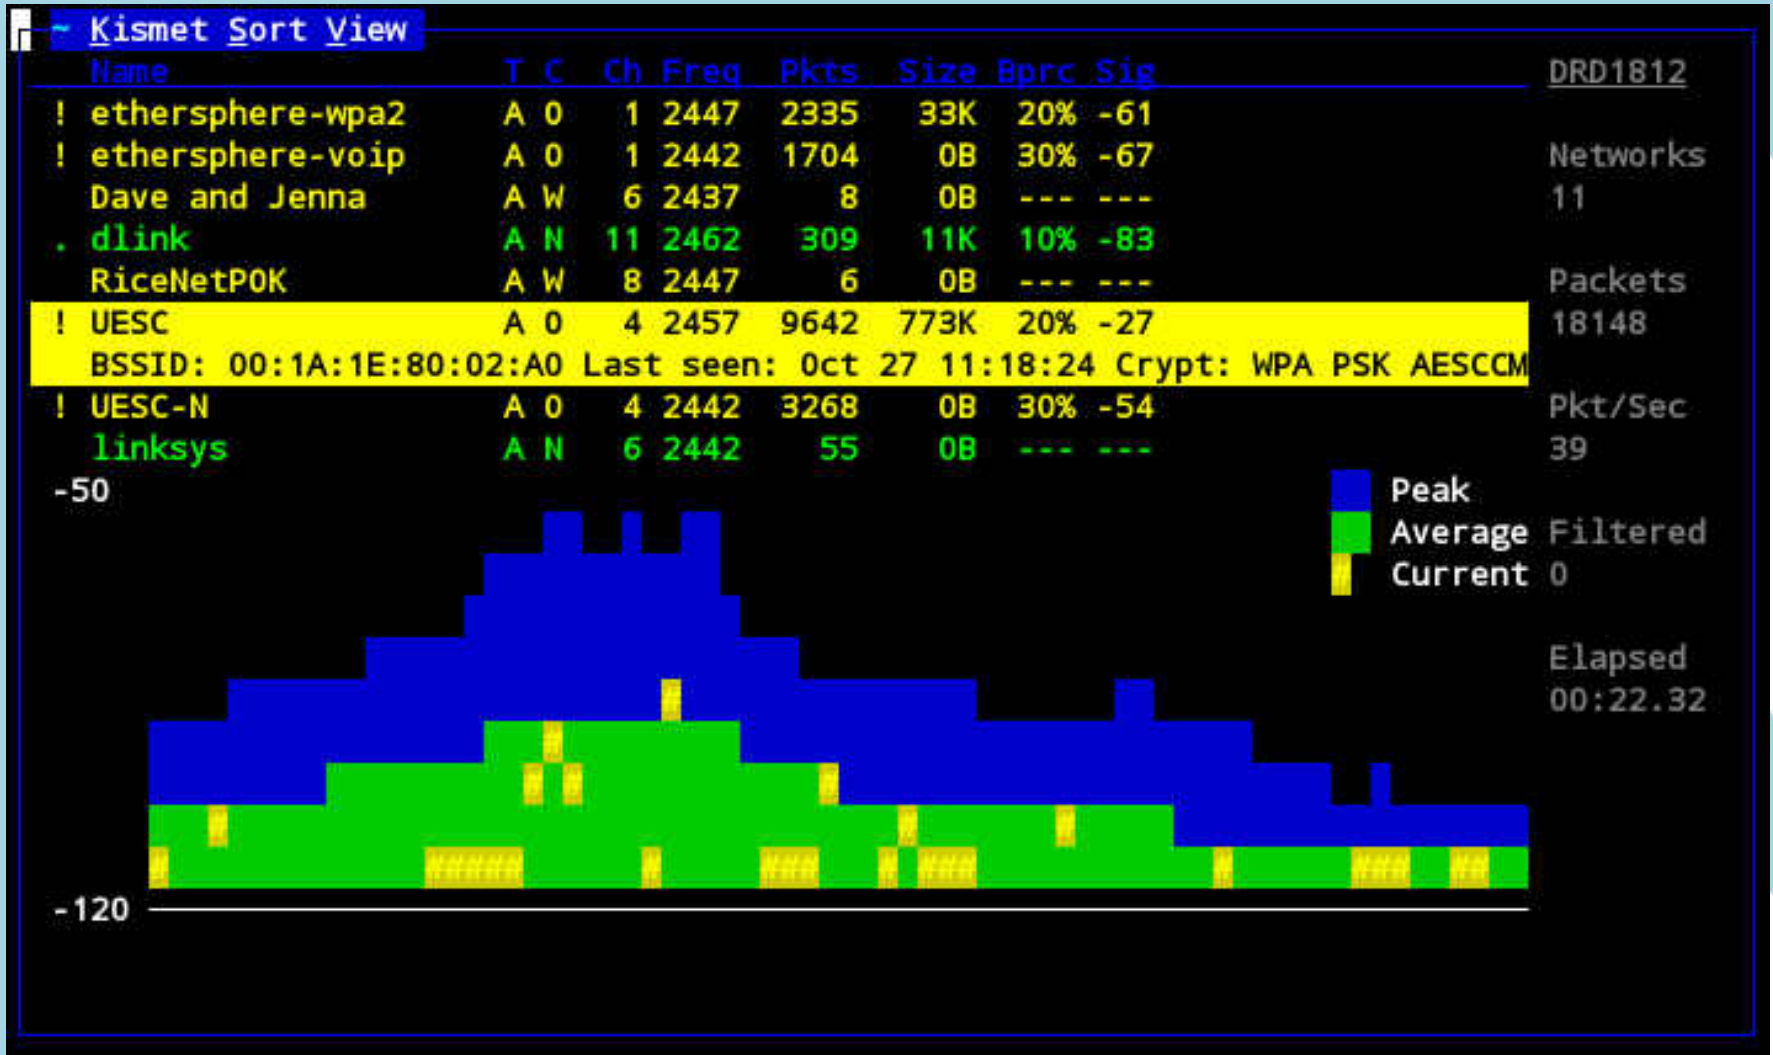 ~ Kismet Sort View
Name T C Ch Freq Pkts Size Bprc Sig
DRD1812
! ethersphere-wpa2 A O 1 2447 2335 33K 20% -61
! ethersphere-voip A O 1 2442 1704 0B 30% -67
Networks
Dave and Jenna A W 6 2437 8 0B --- ---
11
. dlink A N 11 2462 309 11K 10% -83
RiceNetPOK A W 8 2447 6 0B --- ---
Packets
! UESC A O 4 2457 9642 773K 20% -27
18148
BSSID: 00:1A:1E:80:02:A0 Last seen: Oct 27 11:18:24 Crypt: WPA PSK AESCCM
! UESC-N A O 4 2442 3268 0B 30% -54
Pkt/Sec
linksys A N 6 2442 55 0B --- ---
39
-50
Peak
Average
Filtered
Current
0
Elapsed
00:22.32
-120